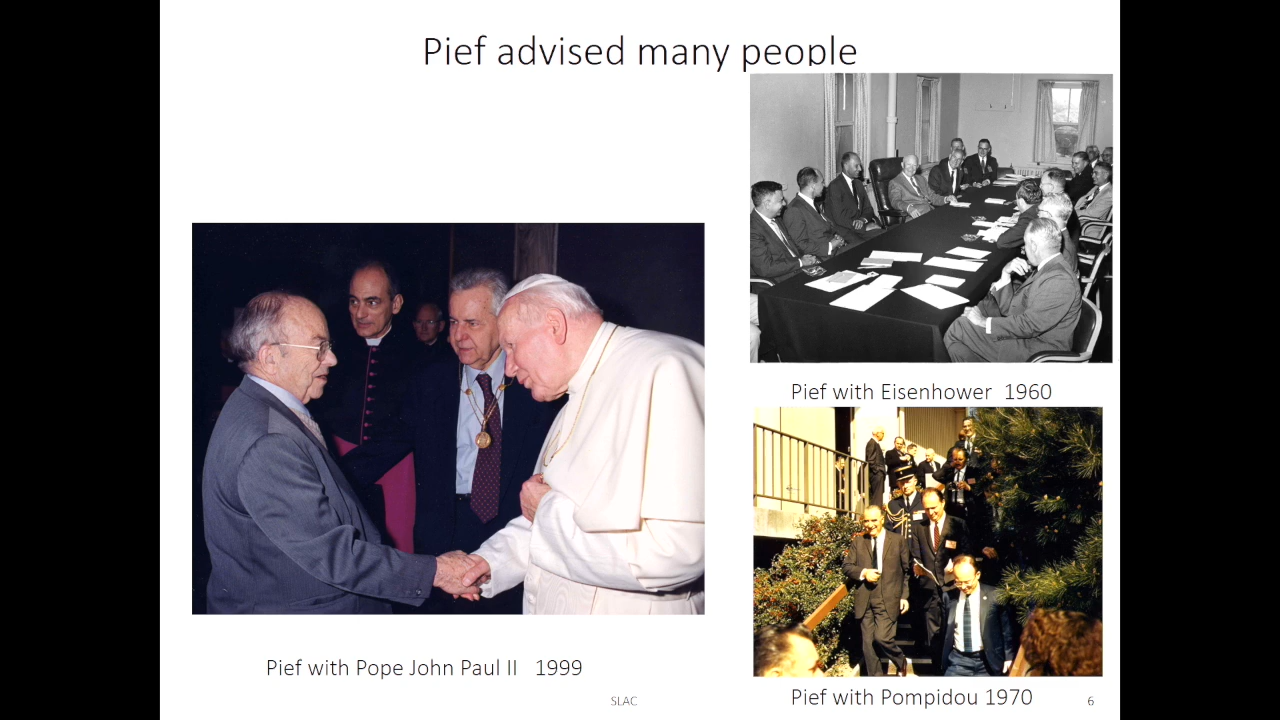 Pief advised many people
Pief with Eisenhower 1960
Pief with Pope John Paul II 1999
Pief with Pompidou 1970
SLAC
6